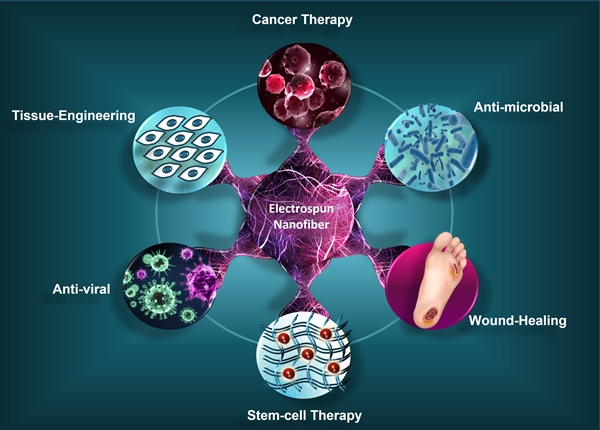 Cancer Therapy
Tissue-Engineering
Anti-microbial
Electrospun
Nanofiber
Anti-viral
Wound-Healing
Stem-cell Therapy